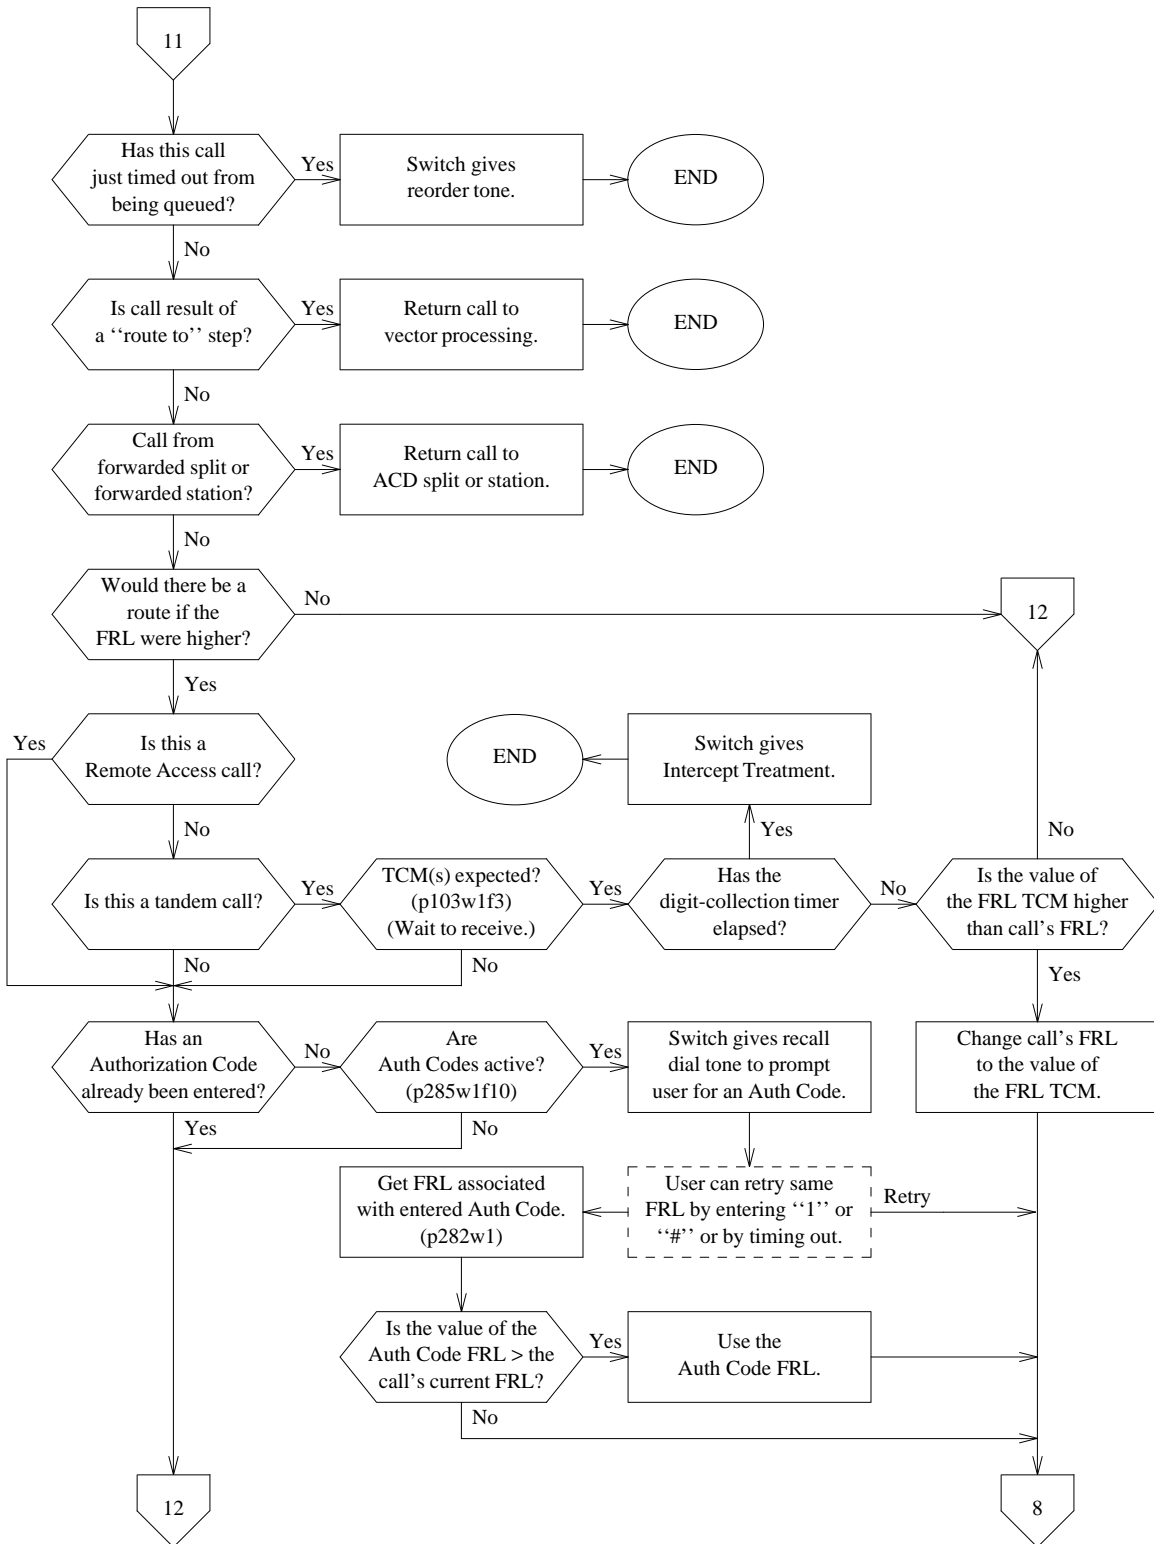 11
Has this call
just timed out from
being queued?
Yes
Switch gives
reorder tone.
END
No
Is call result of
a ‘‘route to’’ step?
Yes
Return call to
vector processing.
END
No
Call from
forwarded split or
forwarded station?
Yes
Return call to
ACD split or station.
END
No
Would there be a
route if the
FRL were higher?
No
12
Yes
Yes
Is this a
Remote Access call?
END
Switch gives
Intercept Treatment.
No
Yes
No
Is this a tandem call?
Yes
TCM(s) expected?
(p103w1f3)
(Wait to receive.)
Yes
Has the
digit-collection timer
elapsed?
No
Is the value of
the FRL TCM higher
than call's FRL?
No
No
Yes
Has an
Authorization Code
already been entered?
No
Are
Auth Codes active?
(p285w1f10)
Yes
Switch gives recall
dial tone to prompt
user for an Auth Code.
Change call's FRL
to the value of
the FRL TCM.
Yes
No
Get FRL associated
with entered Auth Code.
(p282w1)
User can retry same
FRL by entering ‘‘1’’ or
‘‘#’’ or by timing out.
Retry
Is the value of the
Auth Code FRL > the
call's current FRL?
Yes
Use the
Auth Code FRL.
No
12
8